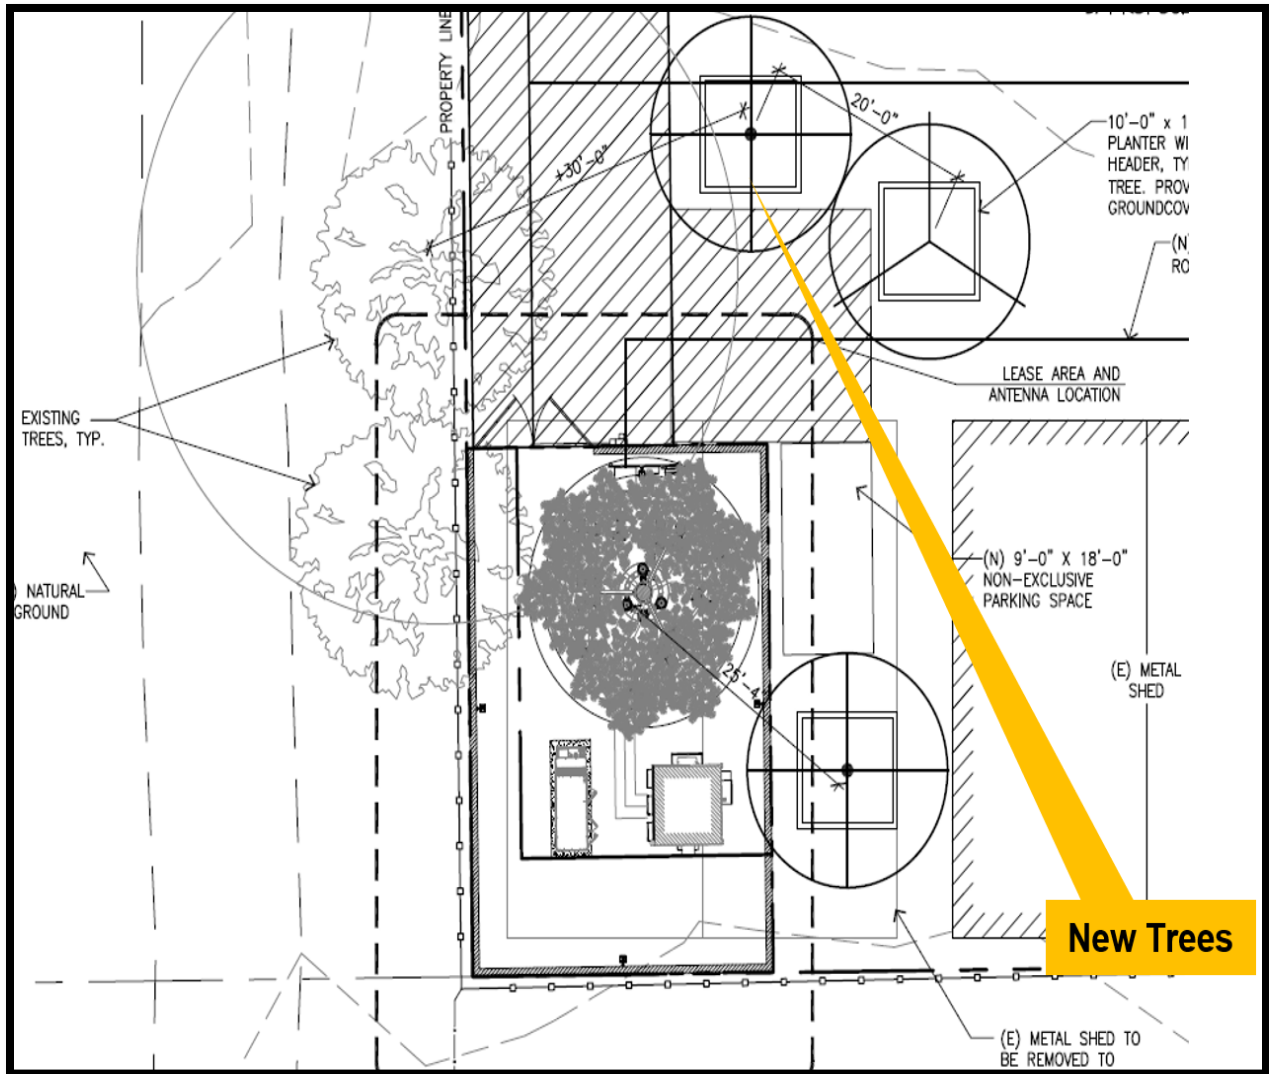 PROPERTY LINE
20'-0"
+30'-0"
10'-0" x 1
PLANTER
HEADER,
TREE. PROV
GROUNDCOV
(N)
RO
LEASE AREA AND
ANTENNA LOCATION
EXISTING
TREES, TYP.
NATURAL
GROUND
(N) 9'-0" X 18'-0"
NON-EXCLUSIVE
PARKING SPACE
(E) METAL
SHED
25'-4
New Trees
(E) METAL SHED TO
BE REMOVED TO